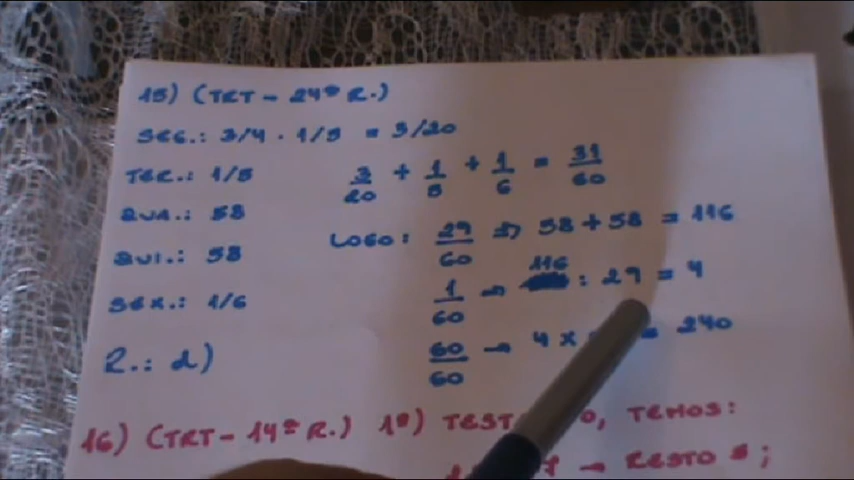 15) (TRT - 24ª R.)
SEG.: 3/4 . 1/5 = 3/20
TER.: 1/5
3/20 + 1/5 + 1/6 = 31/60
QUA.: 58
LOGO: 29/60 ⇒ 58 + 58 = 116
QUI.: 58
1/60 → 116 : 29 = 4
SEX.: 1/6
60/60 → 4 × = 240
R.: d)
16) (TRT - 14ª R.) 1º) TEMOS:
→ RESTO